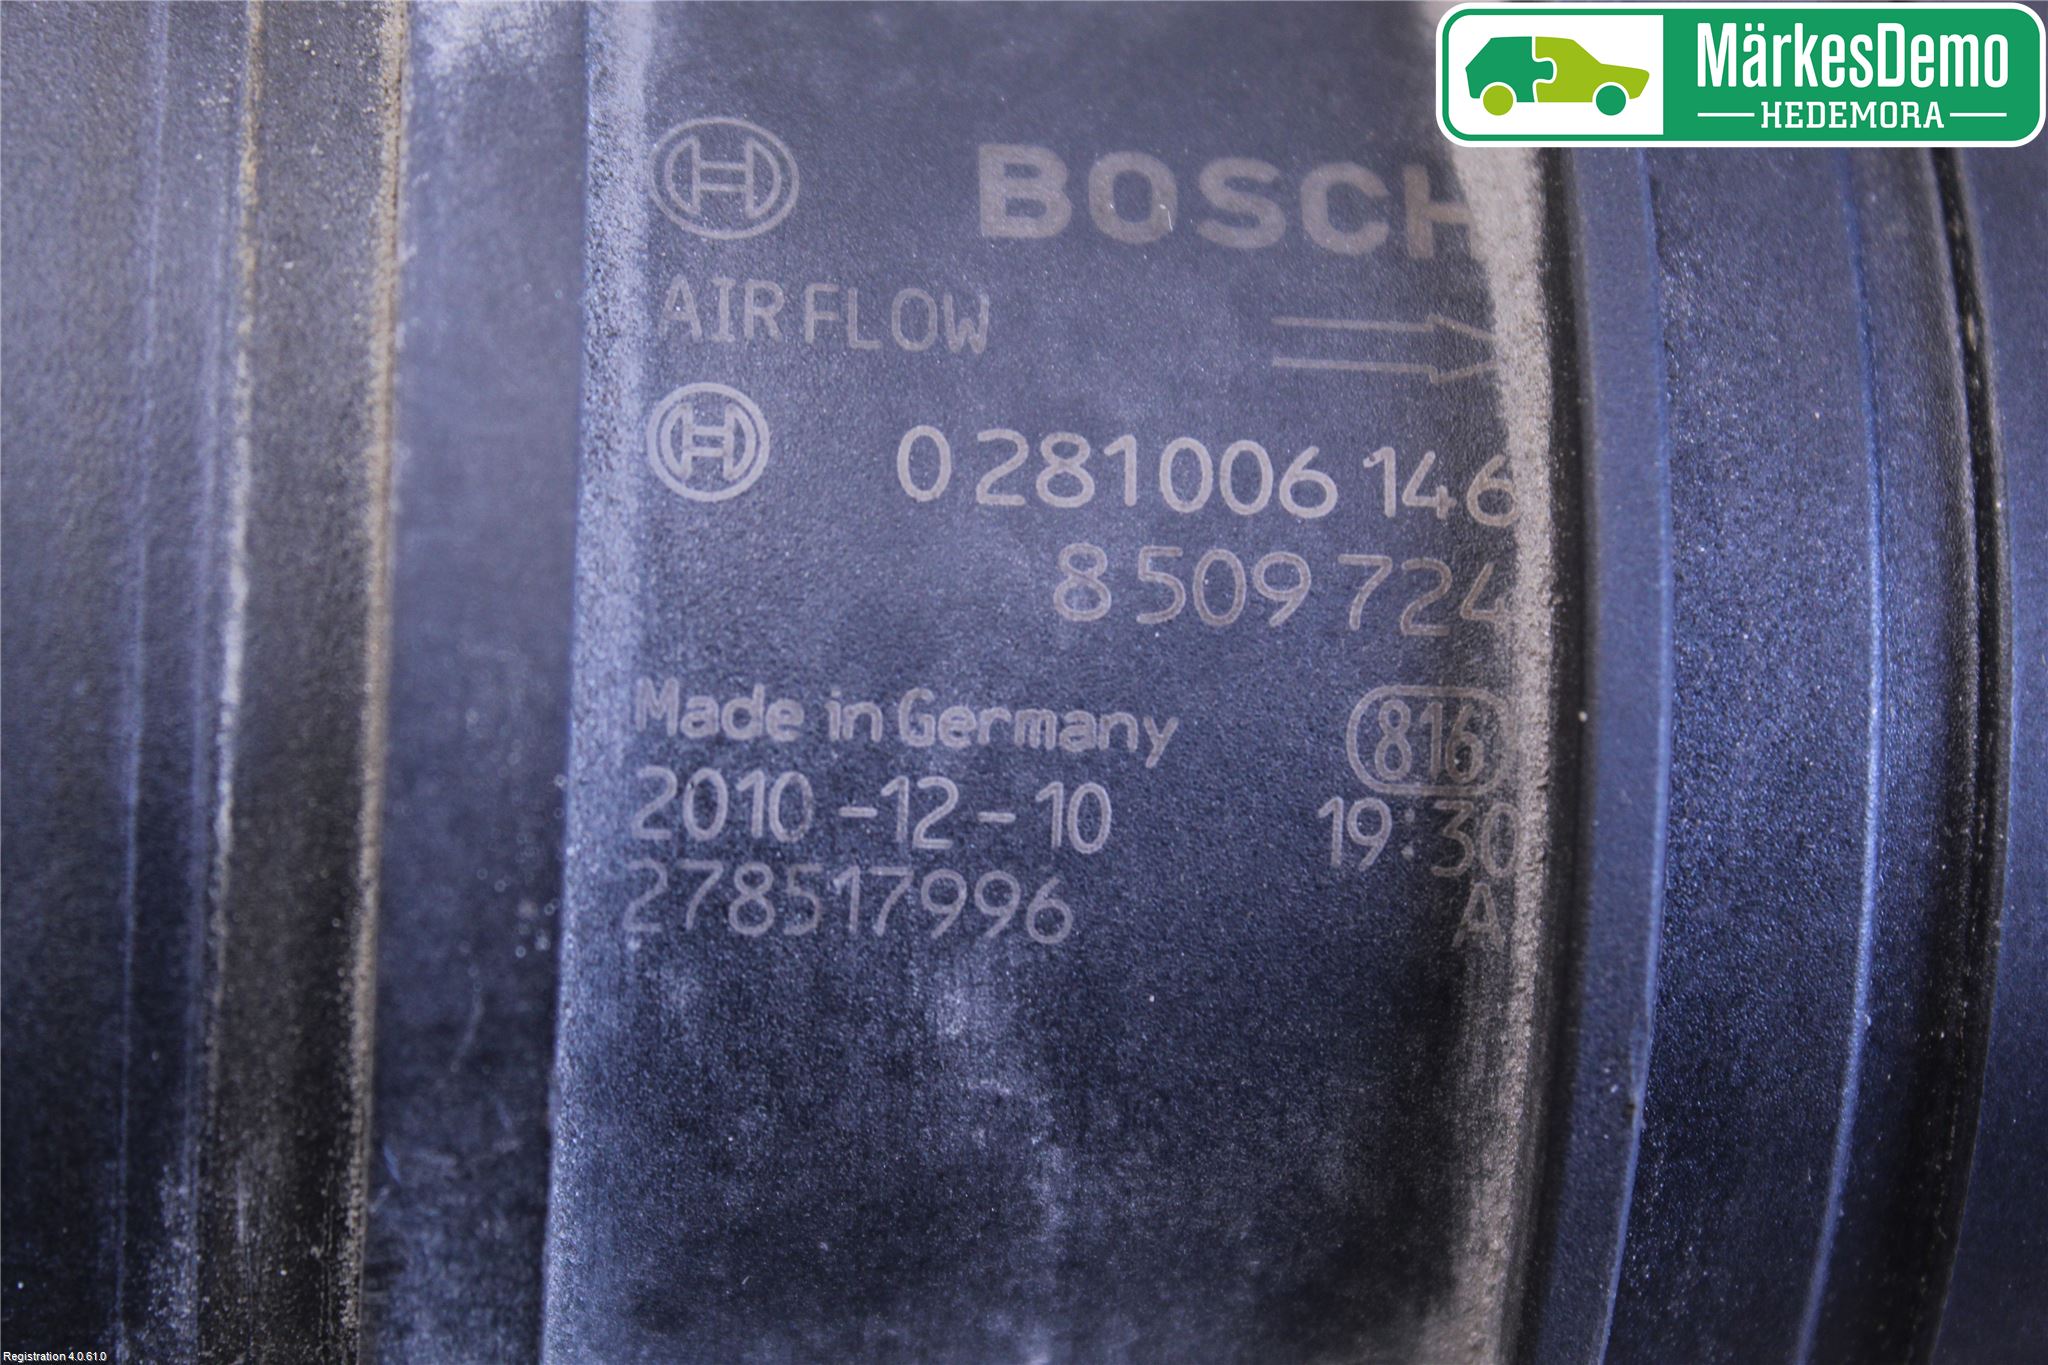 MärkesDemo
HEDEMORA
BOSCH
AIR FLOW
0 281 006 146
8 509 724
Made in Germany 816
2010-12-10 19:30
278517996 A
Registration 4.0.61.0